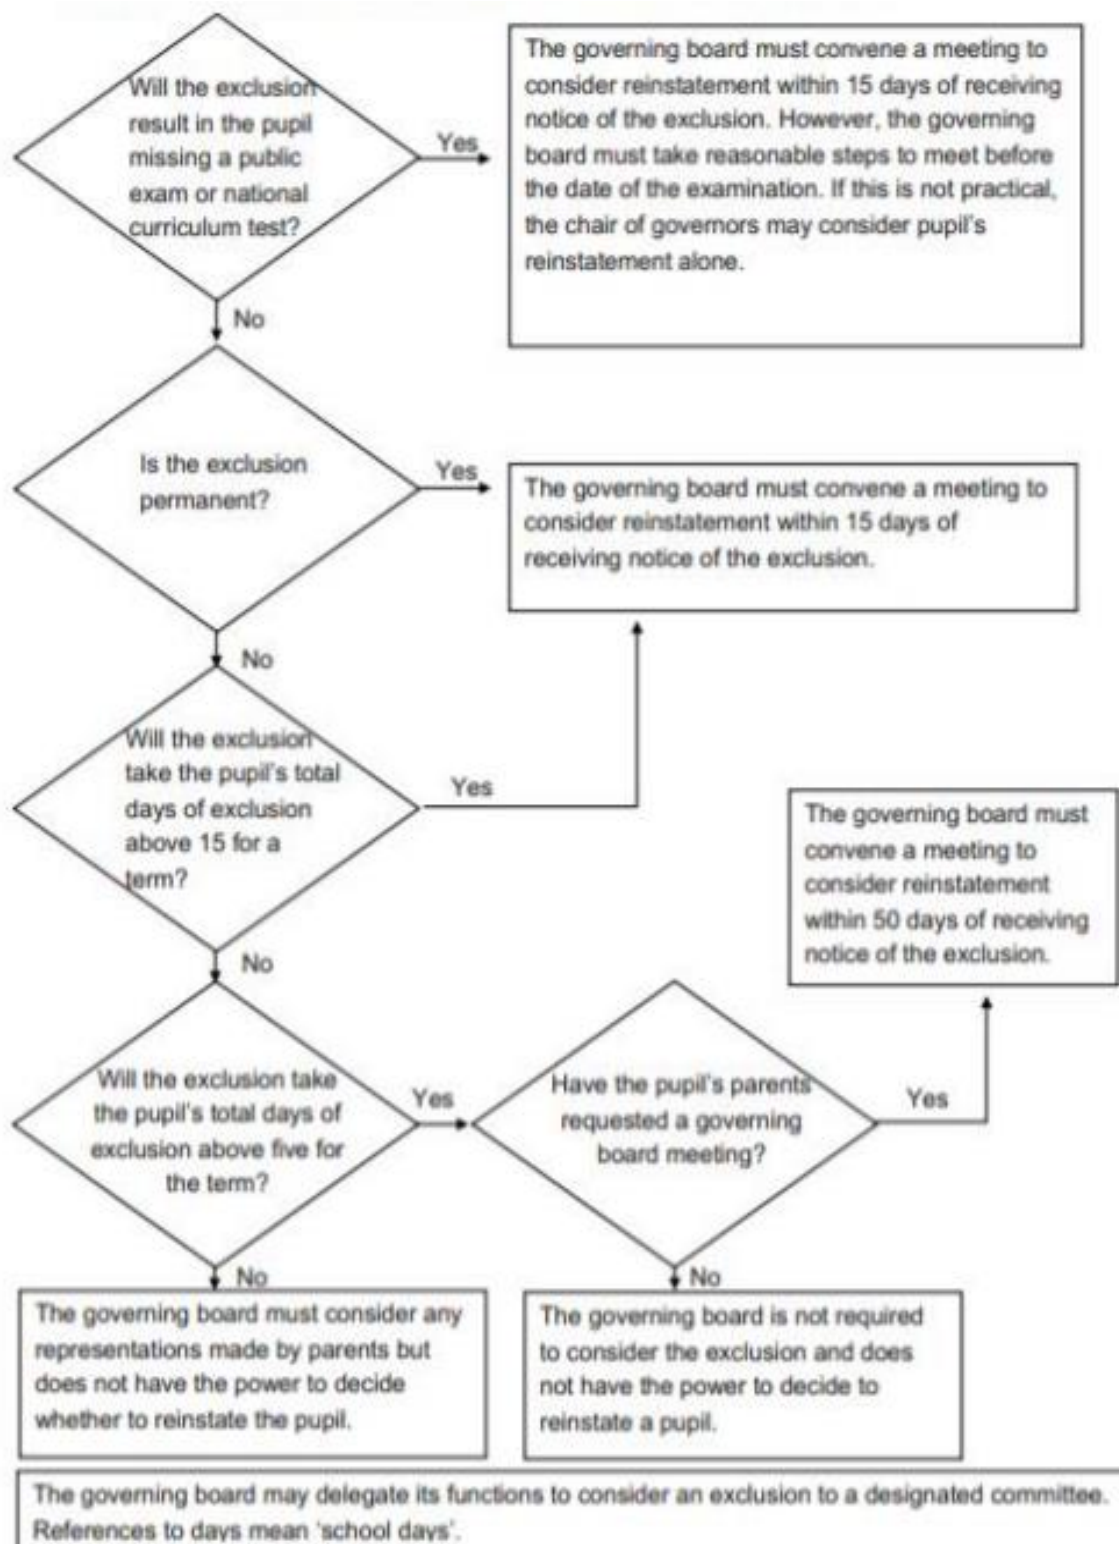 Will the exclusion
result in the pupil
missing a public
exam or national
curriculum test?
Yes
The governing board must convene a meeting to
consider reinstatement within 15 days of receiving
notice of the exclusion. However, the governing
board must take reasonable steps to meet before
the date of the examination. If this is not practical,
the chair of governors may consider pupil's
reinstatement alone.
No
Is the exclusion
permanent?
Yes
The governing board must convene a meeting to
consider reinstatement within 15 days of
receiving notice of the exclusion.
No
Will the exclusion
take the pupil's total
days of exclusion
above 15 for a
term?
Yes
No
Will the exclusion take
the pupil's total days of
exclusion above five for
the term?
Yes
Have the pupil's parents
requested a governing
board meeting?
Yes
The governing board must
convene a meeting to
consider reinstatement
within 50 days of receiving
notice of the exclusion.
No
The governing board must consider any
representations made by parents but
does not have the power to decide
whether to reinstate the pupil.
No
The governing board is not required
to consider the exclusion and does
not have the power to decide to
reinstate a pupil.
The governing board may delegate its functions to consider an exclusion to a designated committee.
References to days mean 'school days'.